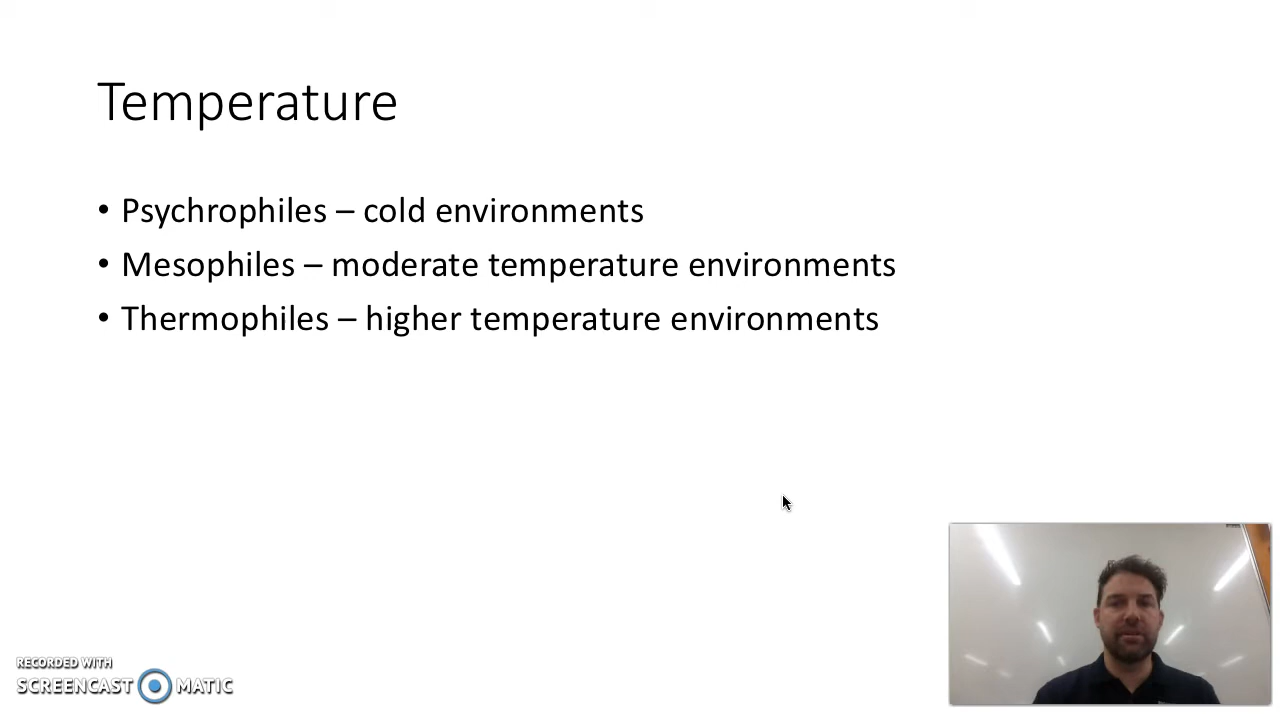 Temperature
• Psychrophiles – cold environments
• Mesophiles – moderate temperature environments
• Thermophiles – higher temperature environments
RECORDED WITH
SCREENCAST MATIC